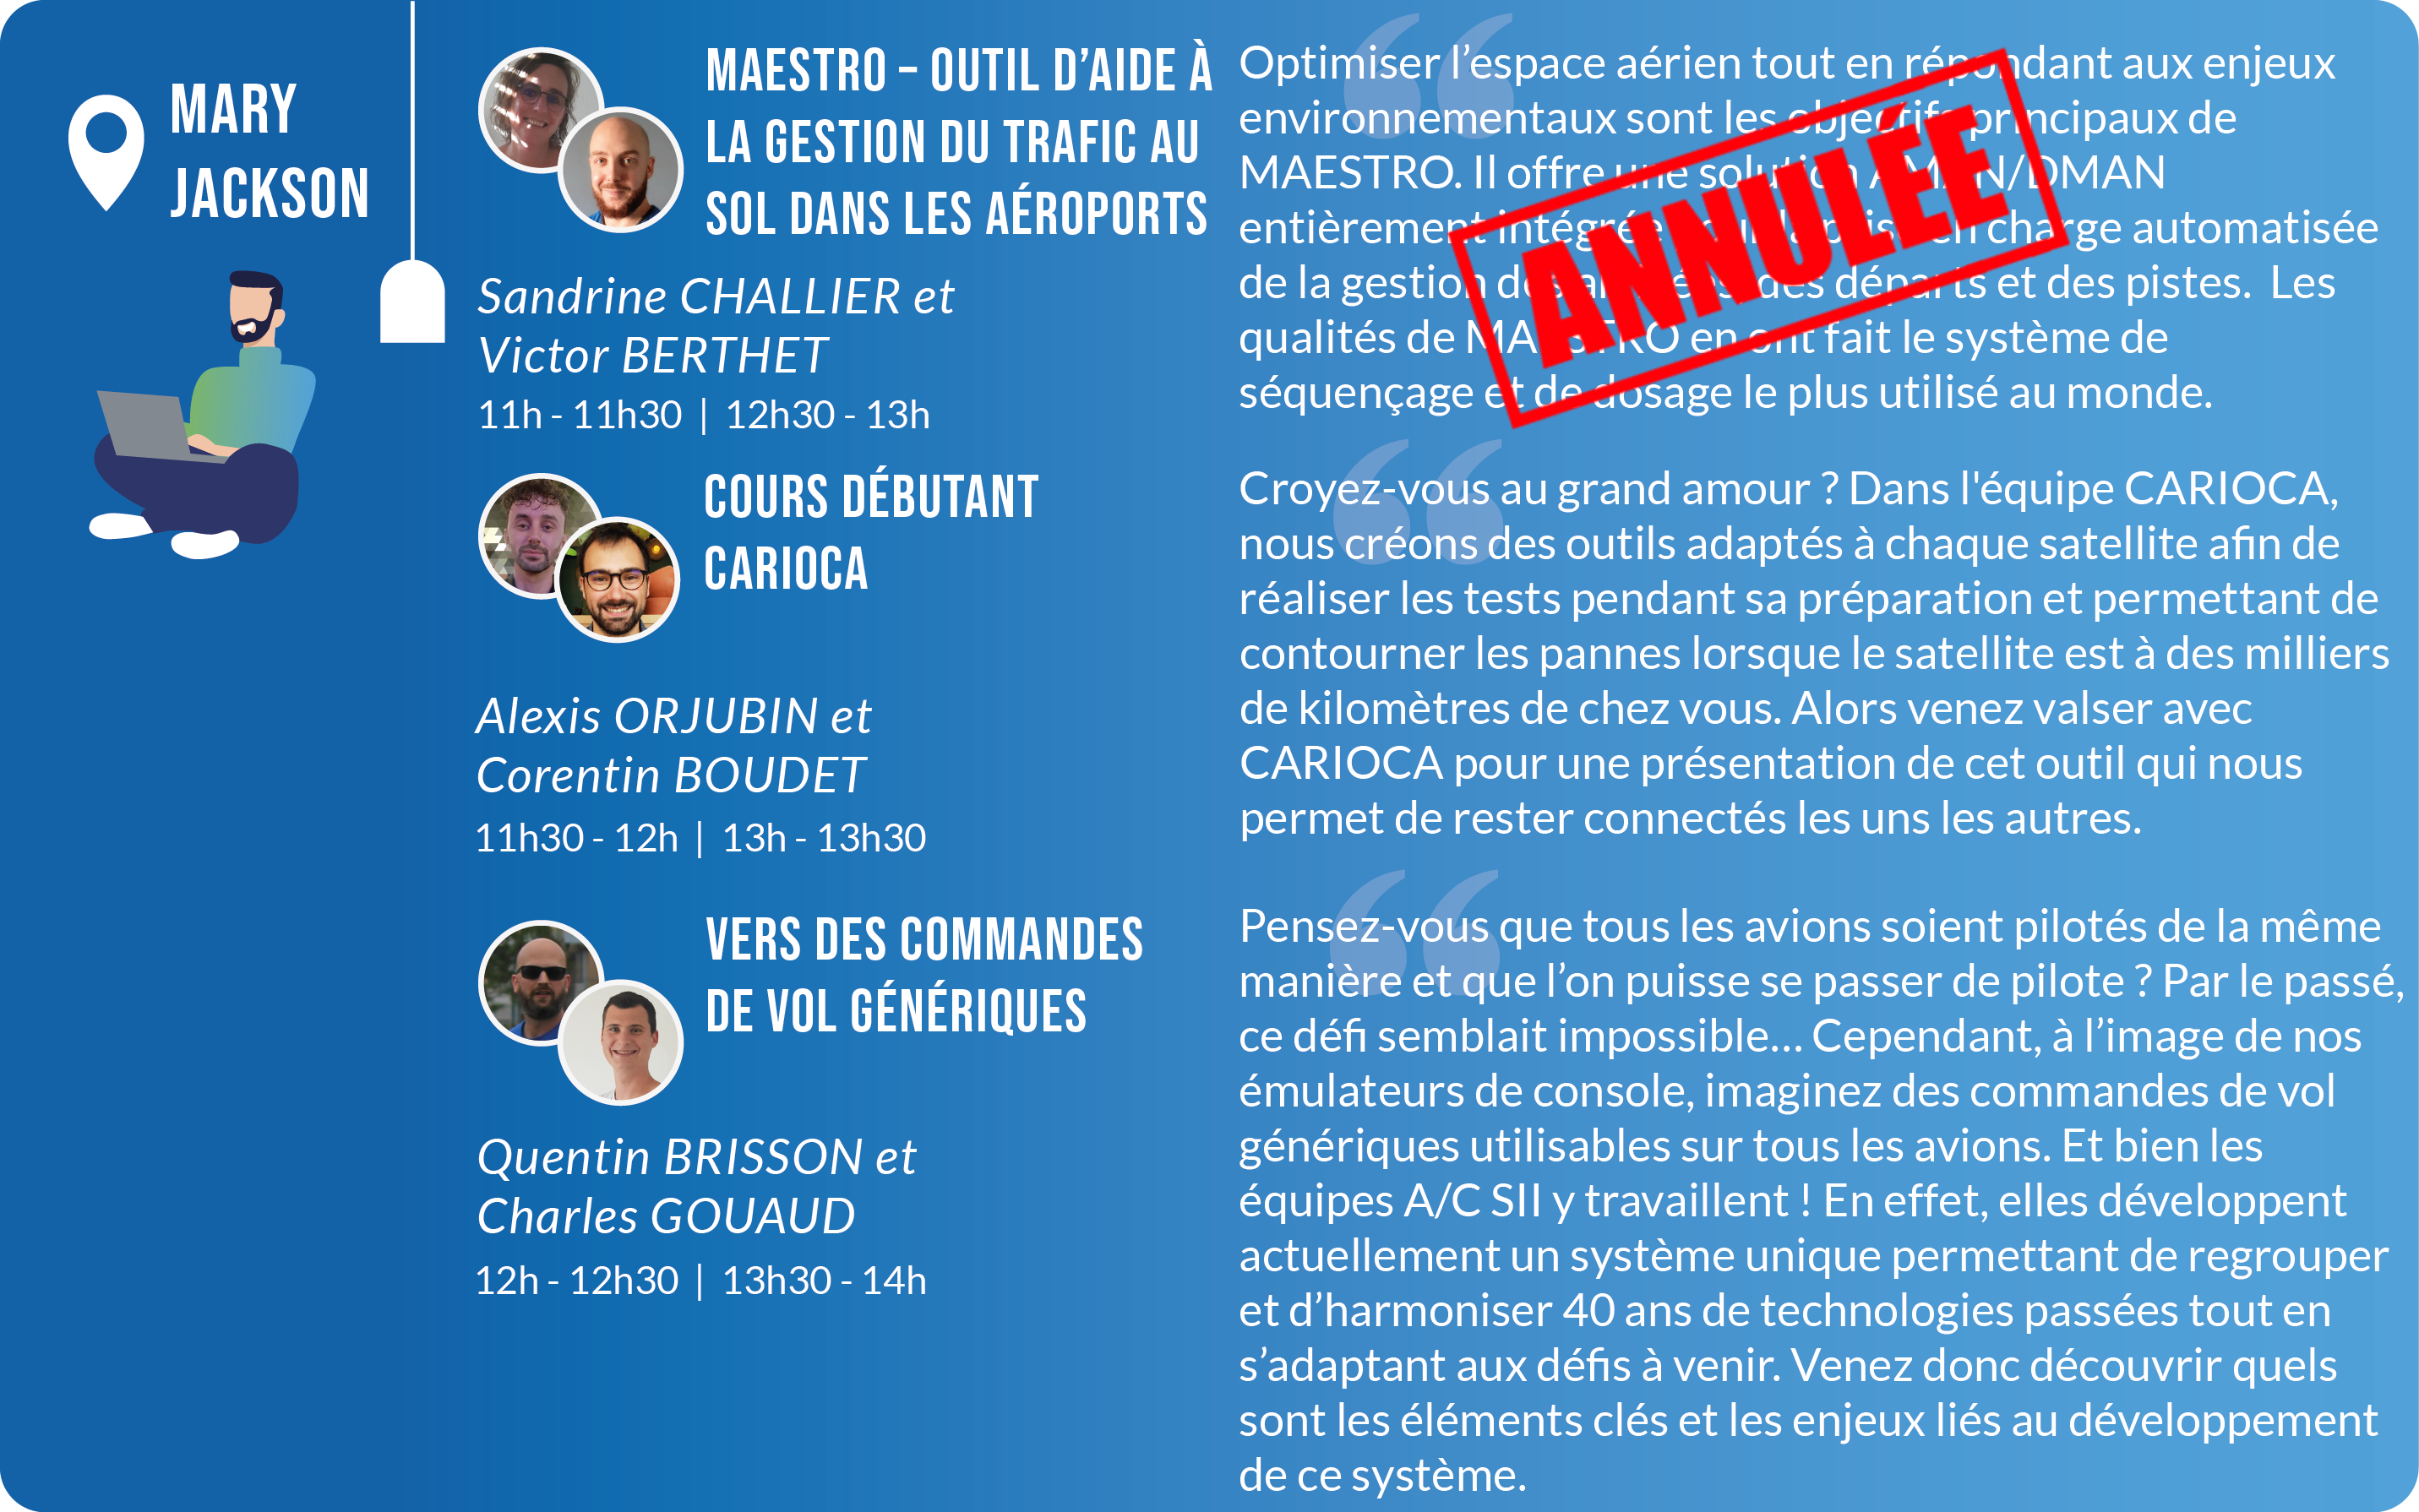 MARY
JACKSON
MAESTRO – OUTIL D’AIDE À
LA GESTION DU TRAFIC AU
SOL DANS LES AÉROPORTS
Sandrine CHALLIER et
Victor BERTHET
11h - 11h30 | 12h30 - 13h
Optimiser l’espace aérien tout en répondant aux enjeux
environnementaux sont les objectifs principaux de
MAESTRO. Il offre une solution AMAN/DMAN
entièrement intégrée pour la prise en charge automatisée
de la gestion des arrivées, des départs et des pistes. Les
qualités de MAESTRO en ont fait le système de
séquençage et de dosage le plus utilisé au monde.
ANNULÉE
COURS DÉBUTANT
CARIOCA
Alexis ORJUBIN et
Corentin BOUDET
11h30 - 12h | 13h - 13h30
Croyez-vous au grand amour ? Dans l'équipe CARIOCA,
nous créons des outils adaptés à chaque satellite afin de
réaliser les tests pendant sa préparation et permettant de
contourner les pannes lorsque le satellite est à des milliers
de kilomètres de chez vous. Alors venez valser avec
CARIOCA pour une présentation de cet outil qui nous
permet de rester connectés les uns les autres.
VERS DES COMMANDES
DE VOL GÉNÉRIQUES
Quentin BRISSON et
Charles GOUAUD
12h - 12h30 | 13h30 - 14h
Pensez-vous que tous les avions soient pilotés de la même
manière et que l’on puisse se passer de pilote ? Par le passé,
ce défi semblait impossible… Cependant, à l’image de nos
émulateurs de console, imaginez des commandes de vol
génériques utilisables sur tous les avions. Et bien les
équipes A/C SII y travaillent ! En effet, elles développent
actuellement un système unique permettant de regrouper
et d’harmoniser 40 ans de technologies passées tout en
s’adaptant aux défis à venir. Venez donc découvrir quels
sont les éléments clés et les enjeux liés au développement
de ce système.